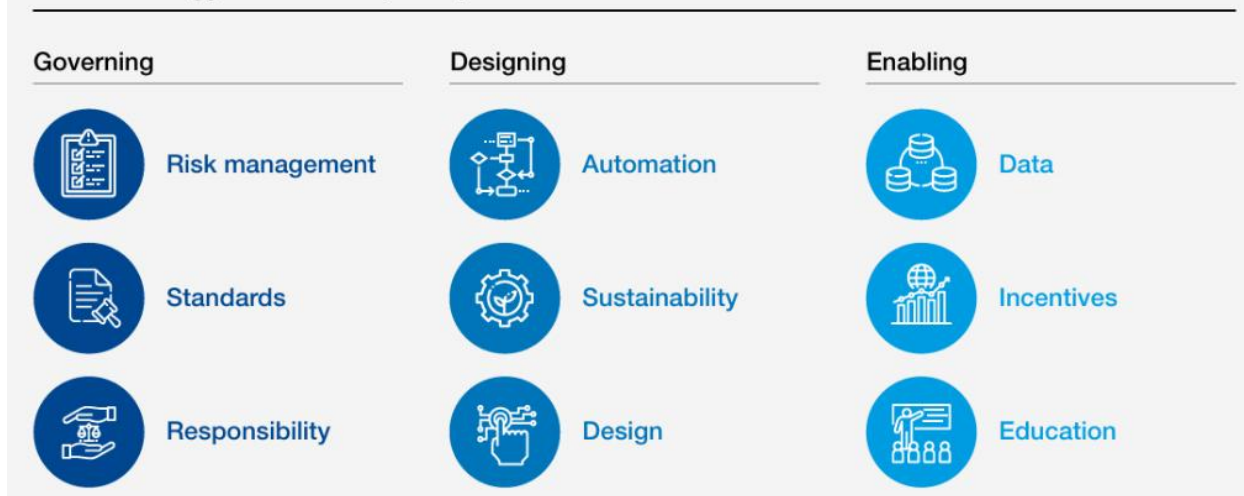 Governing
Designing
Enabling
Risk management
Automation
Data
Standards
Sustainability
Incentives
Responsibility
Design
Education